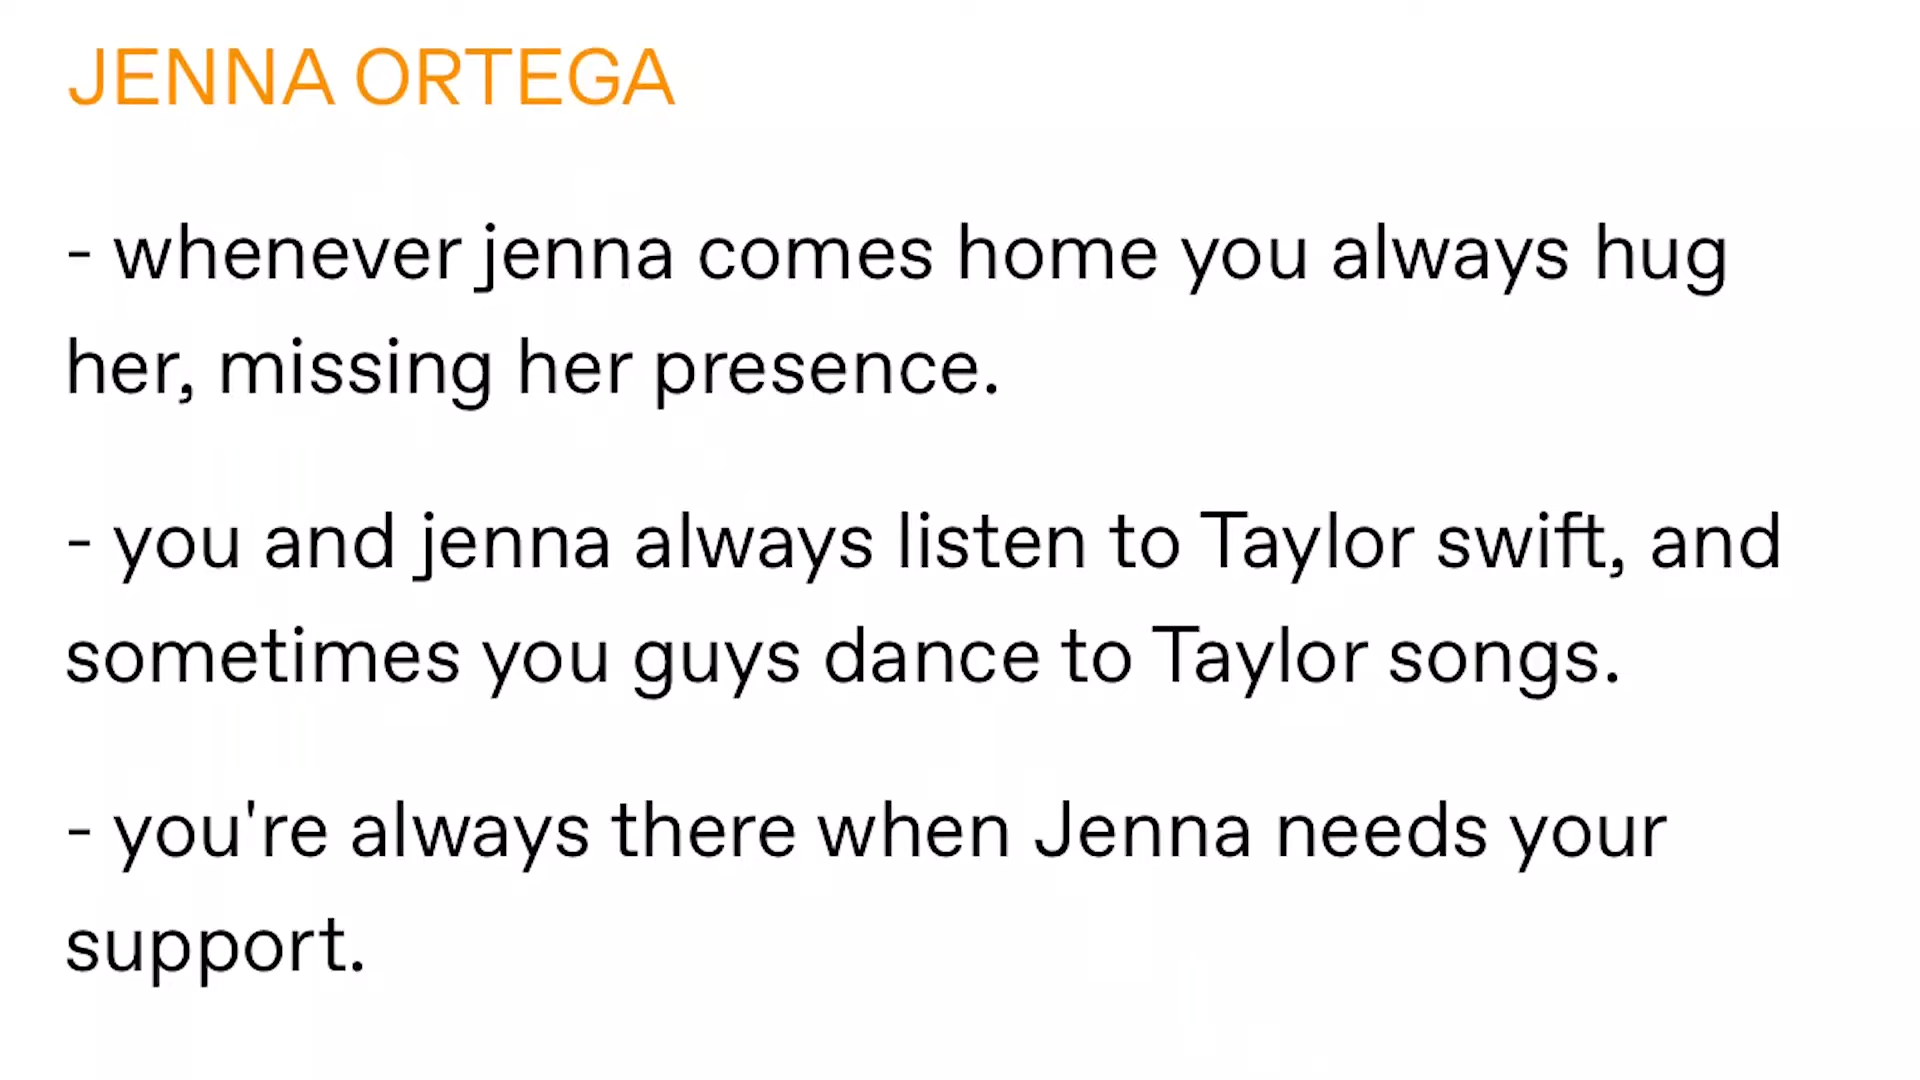 JENNA ORTEGA
- whenever jenna comes home you always hug
her, missing her presence.
- you and jenna always listen to Taylor swift, and
sometimes you guys dance to Taylor songs.
- you're always there when Jenna needs your
support.